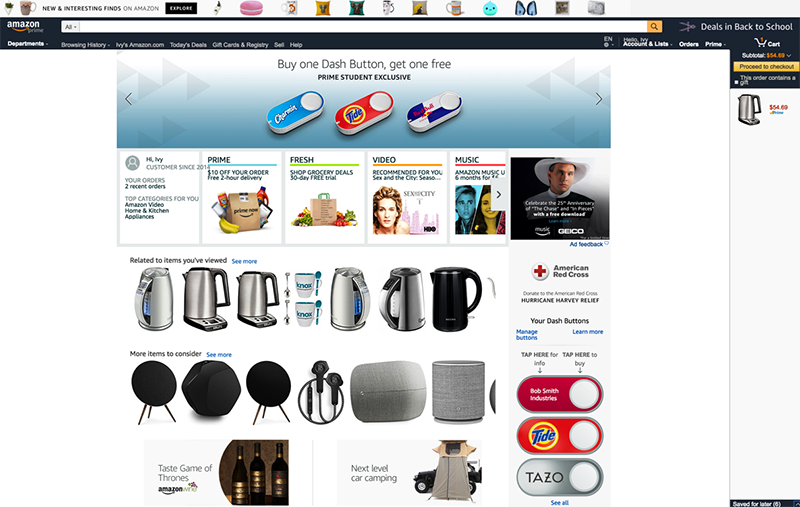 NEW & INTERESTING FINDS ON AMAZON
EXPLORE
amazon
prime
All
Deals in Back to School
Departments
Browsing History
Ivy's Amazon.com
Today's Deals
Gift Cards & Registry
Sell
Help
EN
Hello, Ivy
Account & Lists
Orders
Prime
1
Cart
Subtotal: $54.69
Proceed to checkout
This order contains a
gift
$54.69
Prime
Buy one Dash Button, get one free
PRIME STUDENT EXCLUSIVE
Charmin
Tide
Red Bull
Hi, Ivy
CUSTOMER SINCE 2014
YOUR ORDERS
2 recent orders
TOP CATEGORIES FOR YOU
Amazon Video
Home & Kitchen
Appliances
PRIME
$10 OFF YOUR ORDER
Free 2-hour delivery
prime now
FRESH
SHOP GROCERY DEALS
30-day FREE trial
VIDEO
RECOMMENDED FOR YOU
Sex and the City: Seaso...
SEX AND THE CITY
HBO
MUSIC
AMAZON MUSIC U
6 months for
Celebrate the 25th Anniversary
of "The Chase" and "In Pieces"
with a free download
Learn more
music
GEICO
Ad feedback
Related to items you've viewed
See more
knox
knox
American
Red Cross
Donate to the American Red Cross
HURRICANE HARVEY RELIEF
Your Dash Buttons
Manage
buttons
Learn more
TAP HERE for
info
TAP HERE to
buy
Bob Smith
Industries
Tide
TAZO
See all
More items to consider
See more
Taste Game of
Thrones
amazonwine
Next level
car camping
Saved for later (6)